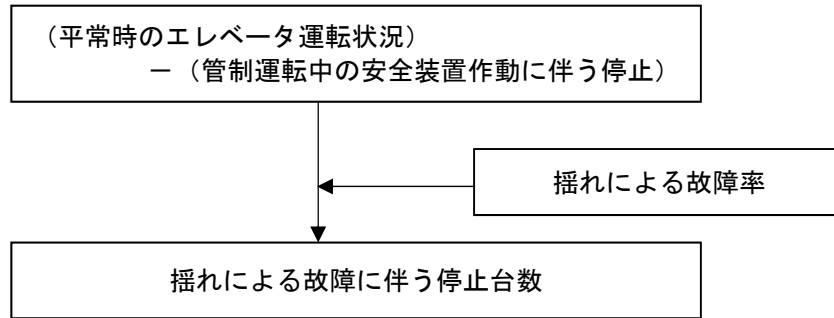 （平常時のエレベータ運転状況）
－（管制運転中の安全装置作動に伴う停止）
揺れによる故障率
揺れによる故障に伴う停止台数